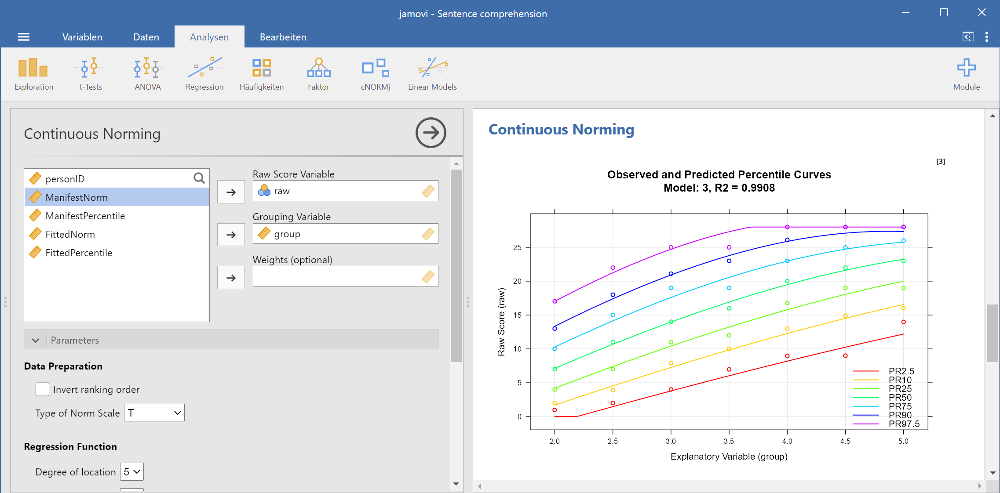 jamovi - Sentence comprehension
Variablen Daten Analysen Bearbeiten
Exploration t-Tests ANOVA Regression Häufigkeiten Faktor cNORMj Linear Models Module
Continuous Norming
personID
ManifestNorm
ManifestPercentile
FittedNorm
FittedPercentile
Raw Score Variable
raw
Grouping Variable
group
Weights (optional)
Parameters
Data Preparation
Invert ranking order
Type of Norm Scale T
Regression Function
Degree of location 5
Continuous Norming
[3]
Observed and Predicted Percentile Curves
Model: 3, R2 = 0.9908
Raw Score (raw)
25
20
15
10
5
0
PR2.5
PR10
PR25
PR50
PR75
PR90
PR97.5
2.0 2.5 3.0 3.5 4.0 4.5 5.0
Explanatory Variable (group)